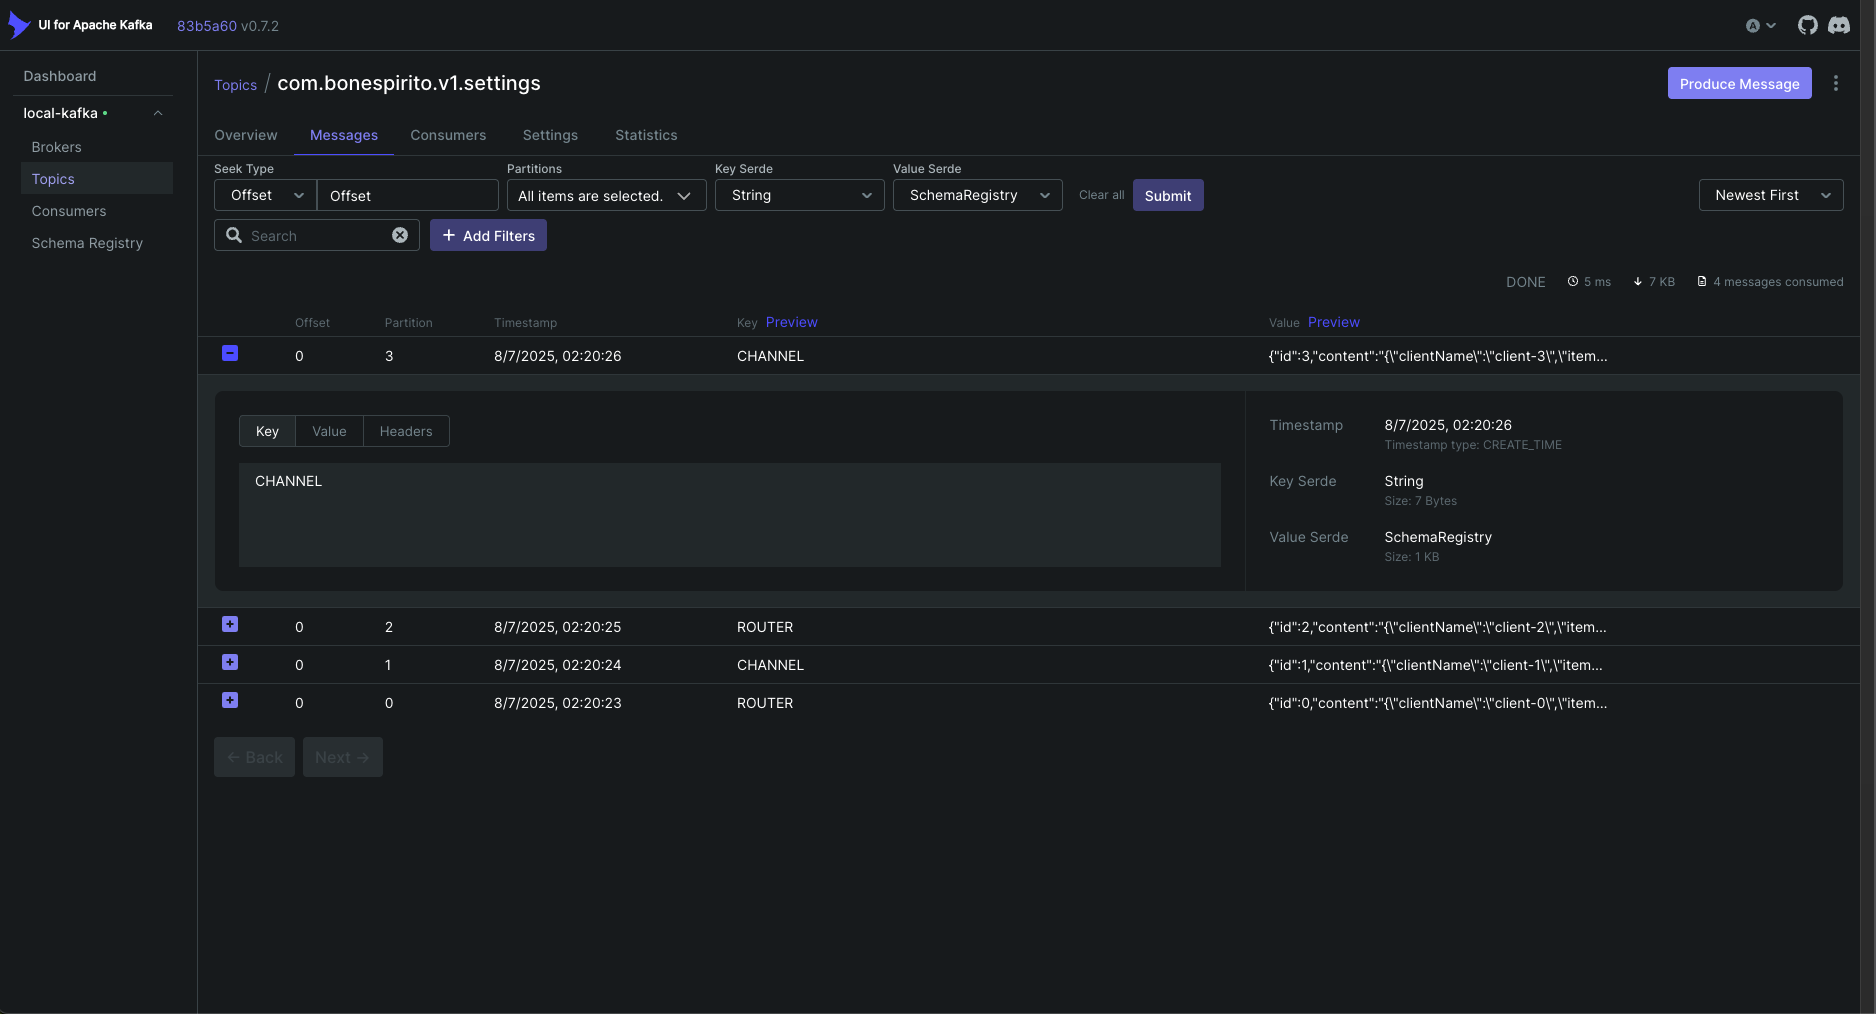 UI for Apache Kafka 83b5a60 v0.7.2 A
Dashboard
local-kafka
Brokers
Topics
Consumers
Schema Registry
Topics / com.bonespirito.v1.settings
Produce Message
Overview Messages Consumers Settings Statistics
Seek Type Partitions Key Serde Value Serde
Offset Offset All items are selected. String SchemaRegistry Clear all Submit Newest First
Search + Add Filters
DONE 5 ms 7 KB 4 messages consumed
Offset Partition Timestamp Key Preview Value Preview
0 3 8/7/2025, 02:20:26 CHANNEL {"id":3,"content":"{\"clientName\":\"client-3\",\"item...
Key Value Headers
CHANNEL
Timestamp 8/7/2025, 02:20:26
Timestamp type: CREATE_TIME
Key Serde String
Size: 7 Bytes
Value Serde SchemaRegistry
Size: 1 KB
0 2 8/7/2025, 02:20:25 ROUTER {"id":2,"content":"{\"clientName\":\"client-2\",\"item...
0 1 8/7/2025, 02:20:24 CHANNEL {"id":1,"content":"{\"clientName\":\"client-1\",\"item...
0 0 8/7/2025, 02:20:23 ROUTER {"id":0,"content":"{\"clientName\":\"client-0\",\"item...
← Back Next →